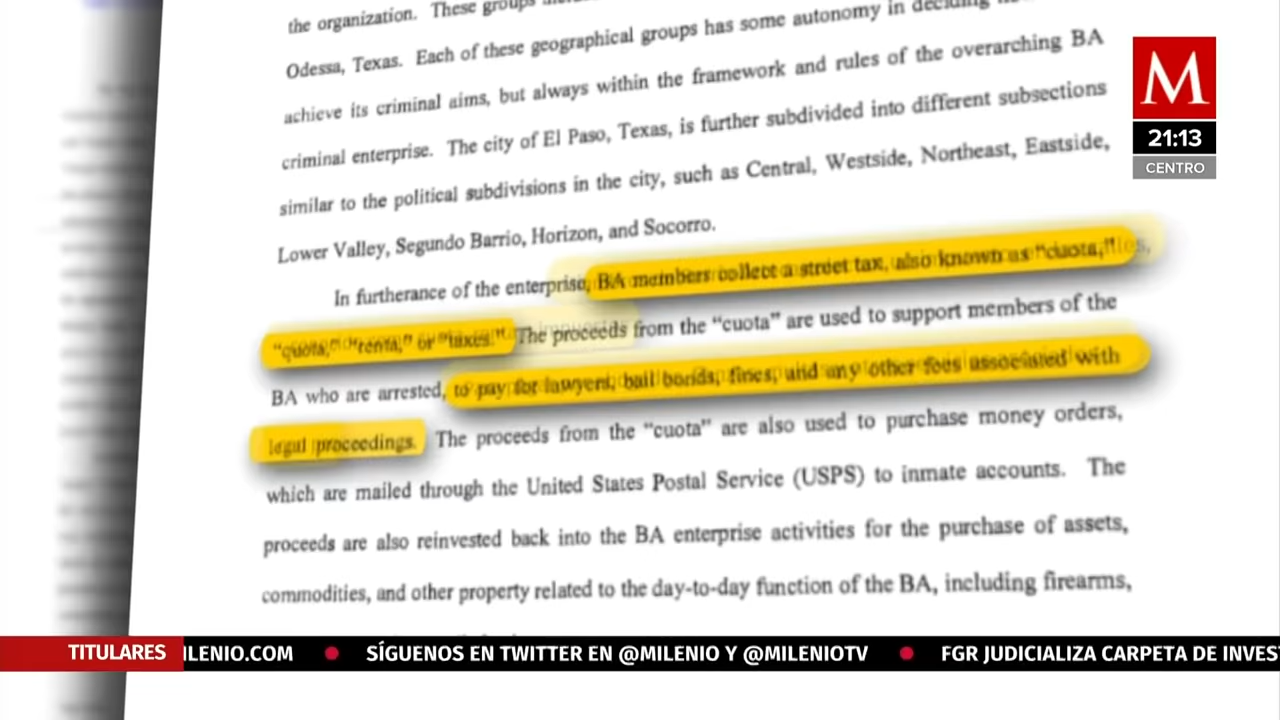 the organization. These groups
Odessa, Texas. Each of these geographical groups has some autonomy in deciding
achieve its criminal aims, but always within the framework and rules of the overarching BA
criminal enterprise. The city of El Paso, Texas, is further subdivided into different subsections
similar to the political subdivisions in the city, such as Central, Westside, Northeast, Eastside,
Lower Valley, Segundo Barrio, Horizon, and Socorro.
In furtherance of the enterprise, BA members collect a street tax, also known as "cuota,"
"quota," "renta," or "taxes." The proceeds from the "cuota" are used to support members of the
BA who are arrested, to pay for lawyers, bail bonds, fines, and any other fees associated with
legal proceedings. The proceeds from the "cuota" are also used to purchase money orders,
which are mailed through the United States Postal Service (USPS) to inmate accounts. The
proceeds are also reinvested back into the BA enterprise activities for the purchase of assets,
commodities, and other property related to the day-to-day function of the BA, including firearms,
M
21:13
CENTRO
TITULARES ILENIO.COM • SÍGUENOS EN TWITTER EN @MILENIO Y @MILENIOTV • FGR JUDICIALIZA CARPETA DE INVES